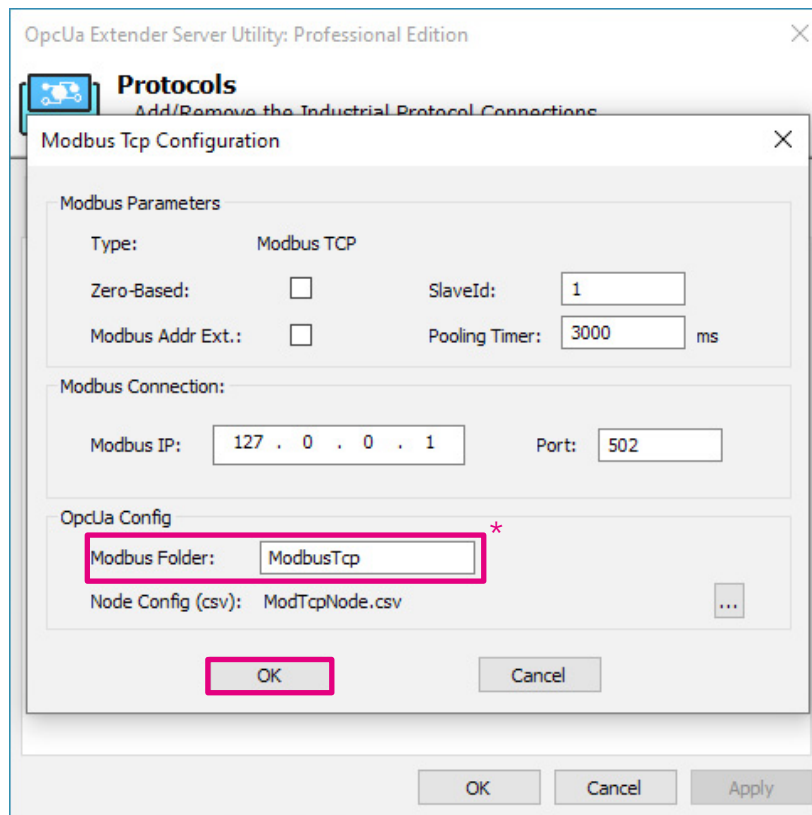 OpcUa Extender Server Utility: Professional Edition
Protocols
Add/Remove the Industrial Protocol Connections
Modbus Tcp Configuration
Modbus Parameters
Type: Modbus TCP
Zero-Based: SlaveId: 1
Modbus Addr Ext.: Pooling Timer: 3000 ms
Modbus Connection:
Modbus IP: 127 . 0 . 0 . 1 Port: 502
OpcUa Config
*
Modbus Folder: ModbusTcp
Node Config (csv): ModTcpNode.csv ...
OK Cancel
OK Cancel Apply